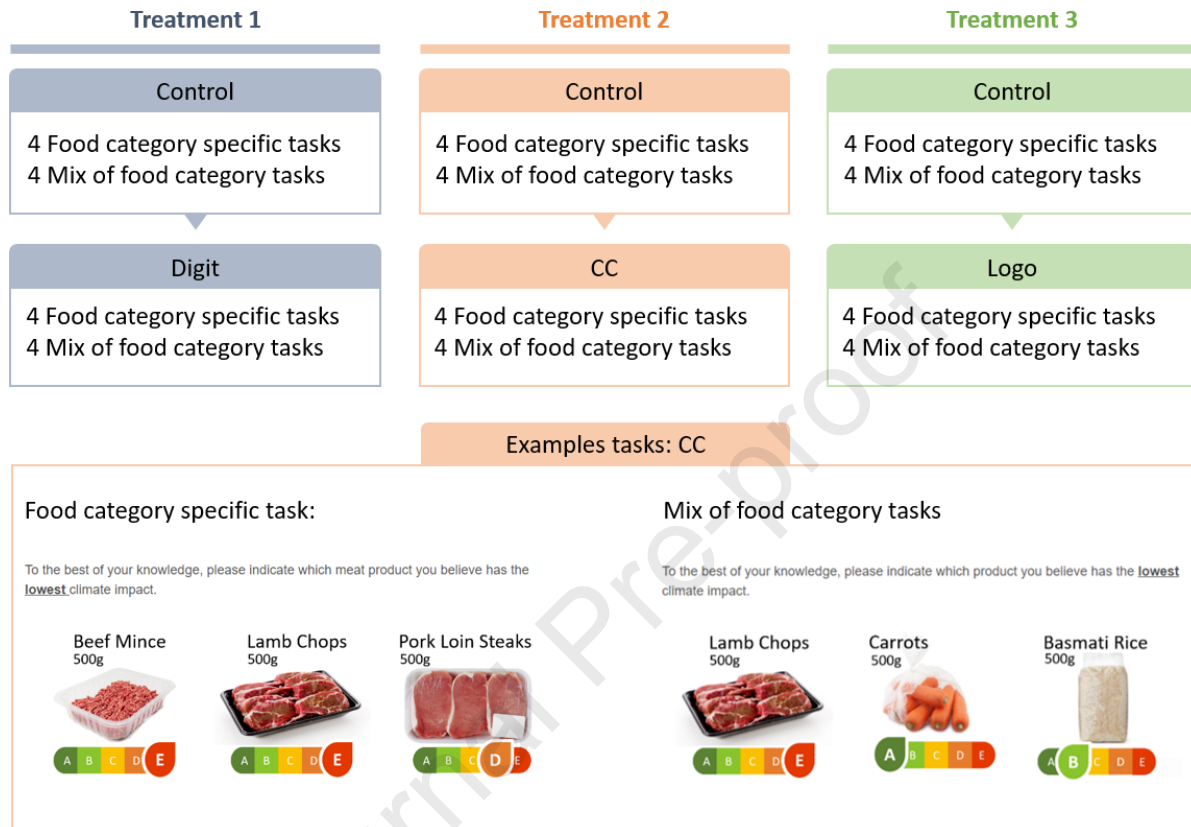 Treatment 1
Treatment 2
Treatment 3
Control
4 Food category specific tasks
4 Mix of food category tasks
Control
4 Food category specific tasks
4 Mix of food category tasks
Control
4 Food category specific tasks
4 Mix of food category tasks
Digit
4 Food category specific tasks
4 Mix of food category tasks
CC
4 Food category specific tasks
4 Mix of food category tasks
Logo
4 Food category specific tasks
4 Mix of food category tasks
Examples tasks: CC
Food category specific task:
To the best of your knowledge, please indicate which meat product you believe has the
lowest climate impact.
Beef Mince
500g
A B C D E
Lamb Chops
500g
A B C D E
Pork Loin Steaks
500g
A B C D E
Mix of food category tasks
To the best of your knowledge, please indicate which product you believe has the lowest
climate impact.
Lamb Chops
500g
A B C D E
Carrots
500g
A B C D E
Basmati Rice
500g
A B C D E
rnal Pre-proof